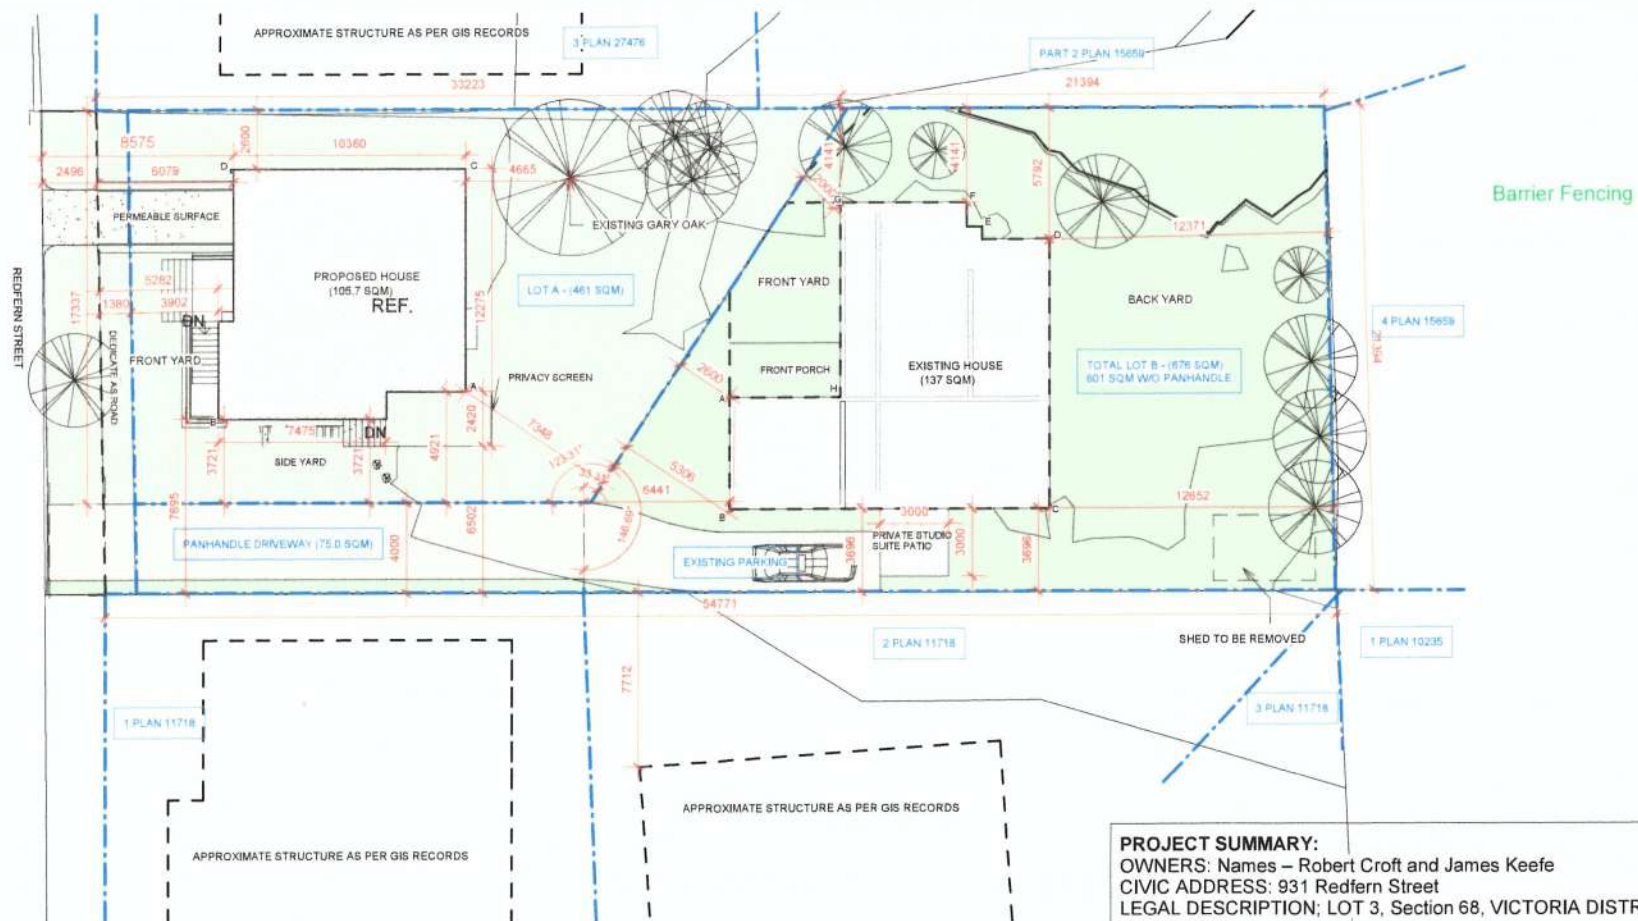 APPROXIMATE STRUCTURE AS PER GIS RECORDS
3 PLAN 27476
PART 2 PLAN 15659
33223
21394
8575
2600
10360
4141
4141
5792
2496
6079
D
C
4665
2000
G
F
E
D
12371
Barrier Fencing
PERMEABLE SURFACE
EXISTING GARY OAK
REDFERN STREET
17337
5282
1380
3902
DN
PROPOSED HOUSE
(105.7 SQM)
REF.
LOT A - (461 SQM)
12275
FRONT YARD
BACK YARD
4 PLAN 15659
21394
DEDICATE AS ROAD
FRONT YARD
PRIVACY SCREEN
2600
FRONT PORCH
EXISTING HOUSE
(137 SQM)
TOTAL LOT B - (676 SQM)
601 SQM W/O PANHANDLE
A
A
H
B
7475
DN
2420
4921
7348
3721
SIDE YARD
3721
5306
6441
B
C
3000
12652
7895
6502
146.69°
PANHANDLE DRIVEWAY (75.0 SQM)
4000
EXISTING PARKING
3696
PRIVATE STUDIO
SUITE PATIO
3000
3696
54771
SHED TO BE REMOVED
2 PLAN 11718
1 PLAN 10235
7712
1 PLAN 11718
3 PLAN 11718
APPROXIMATE STRUCTURE AS PER GIS RECORDS
APPROXIMATE STRUCTURE AS PER GIS RECORDS
PROJECT SUMMARY:
OWNERS: Names – Robert Croft and James Keefe
CIVIC ADDRESS: 931 Redfern Street
LEGAL DESCRIPTION; LOT 3, Section 68, VICTORIA DISTR